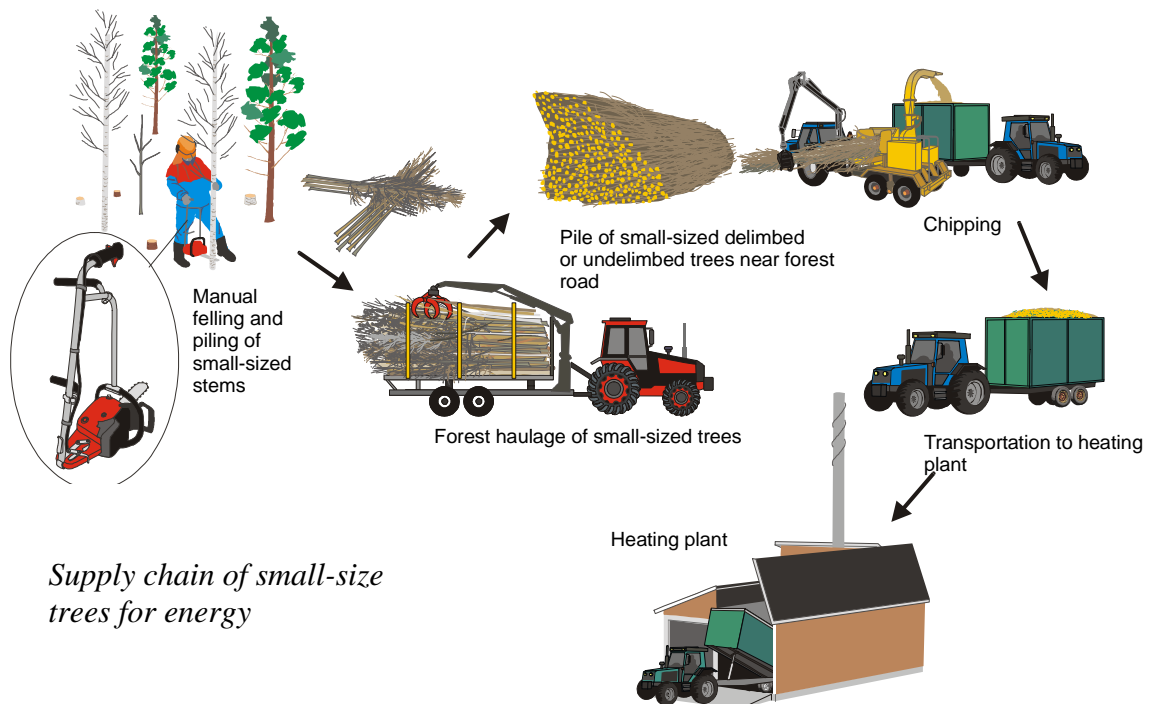 Manual
felling and
piling of
small-sized
stems
Forest haulage of small-sized trees
Pile of small-sized delimbed
or undelimbed trees near forest
road
Chipping
Transportation to heating
plant
Heating plant
Supply chain of small-size
trees for energy